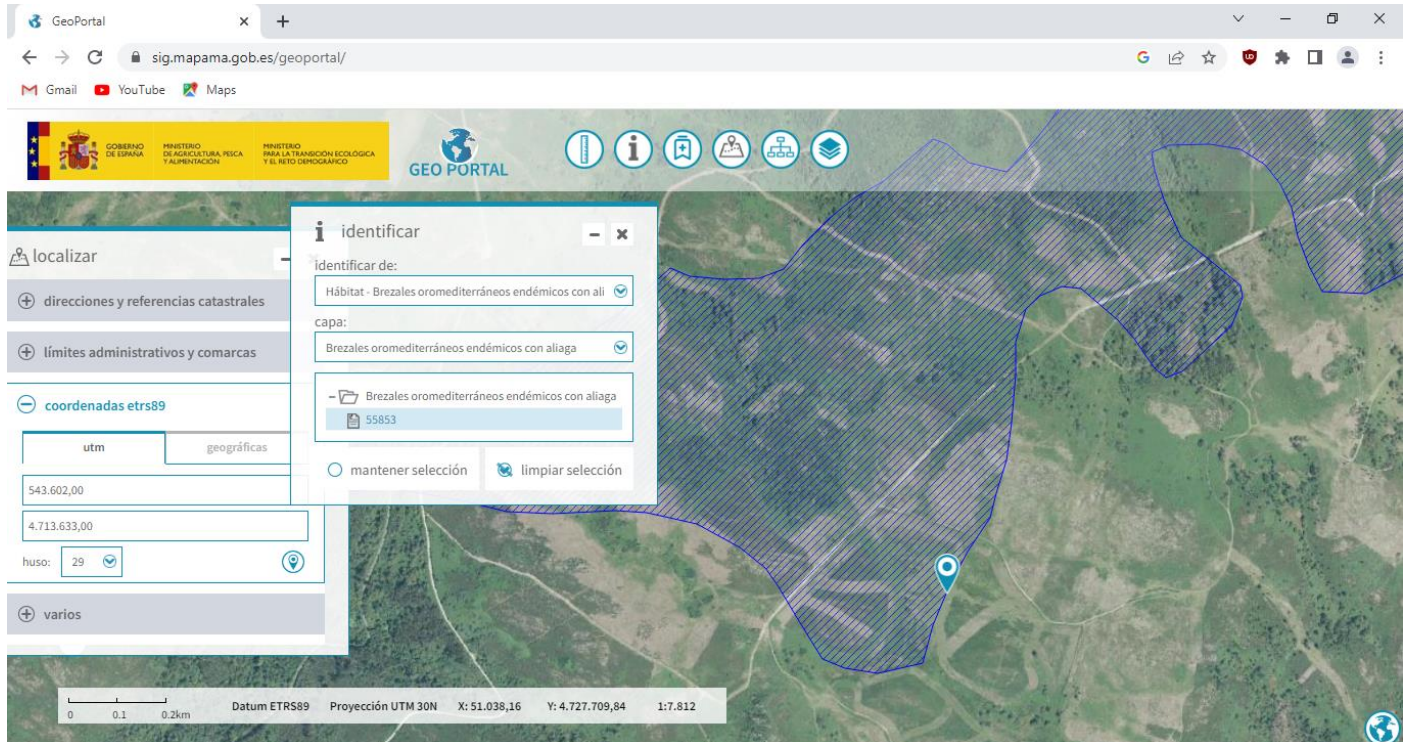 GeoPortal
sig.mapama.gob.es/geoportal/
Gmail YouTube Maps
GOBIERNO DE ESPAÑA
MINISTERIO DE AGRICULTURA, PESCA Y ALIMENTACIÓN
MINISTERIO PARA LA TRANSICIÓN ECOLÓGICA Y EL RETO DEMOGRÁFICO
GEO PORTAL
localizar
direcciones y referencias catastrales
límites administrativos y comarcas
coordenadas etrs89
utm geográficas
543.602,00
4.713.633,00
huso: 29
varios
identificar
identificar de:
Hábitat - Brezales oromediterráneos endémicos con ali
capa:
Brezales oromediterráneos endémicos con aliaga
Brezales oromediterráneos endémicos con aliaga
55853
mantener selección limpiar selección
0 0.1 0.2km Datum ETRS89 Proyección UTM 30N X: 51.038,16 Y: 4.727.709,84 1:7.812